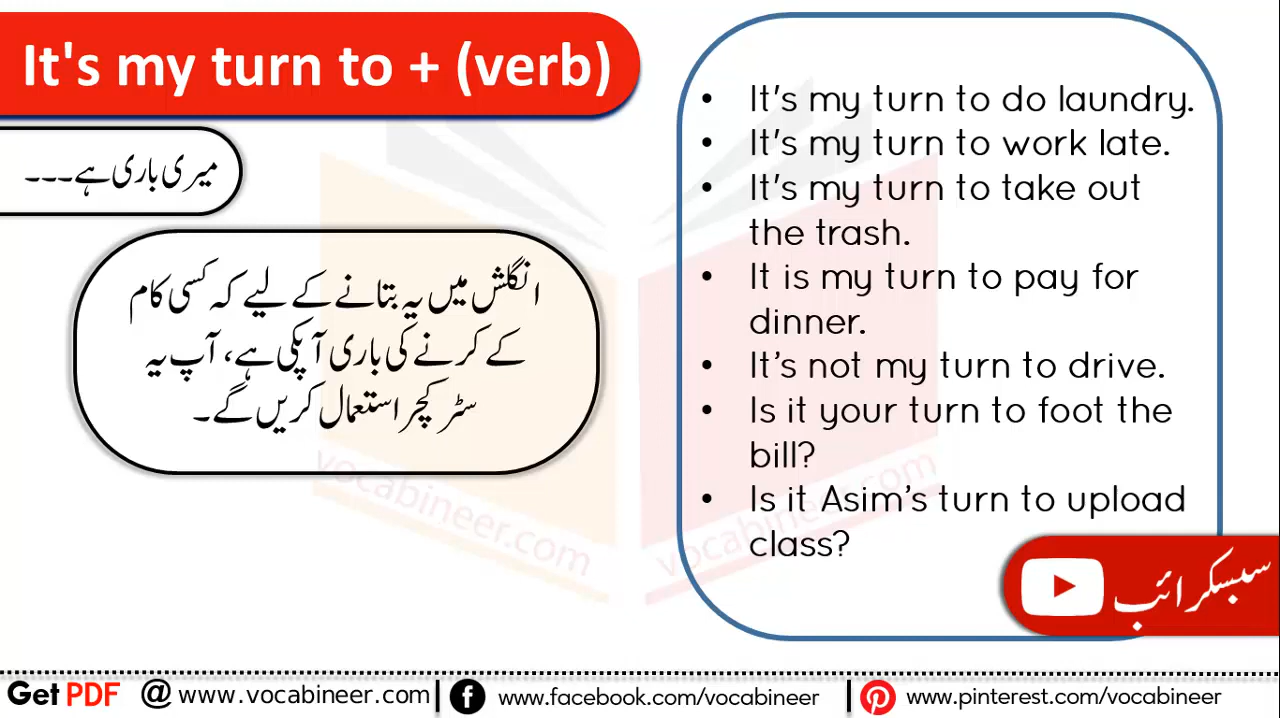 It's my turn to + (verb)
میری باری ہے۔۔۔
انگلش میں یہ بتانے کے لیے کہ کسی کام
کے کرنے کی باری آپکی ہے، آپ یہ
سٹرکچر استعمال کریں گے۔
• It's my turn to do laundry.
• It's my turn to work late.
• It's my turn to take out
the trash.
• It is my turn to pay for
dinner.
• It’s not my turn to drive.
• Is it your turn to foot the
bill?
• Is it Asim’s turn to upload
class?
vocabineer.com
vocabineer.com
سبسکرائب
Get PDF @ www.vocabineer.com www.facebook.com/vocabineer www.pinterest.com/vocabineer